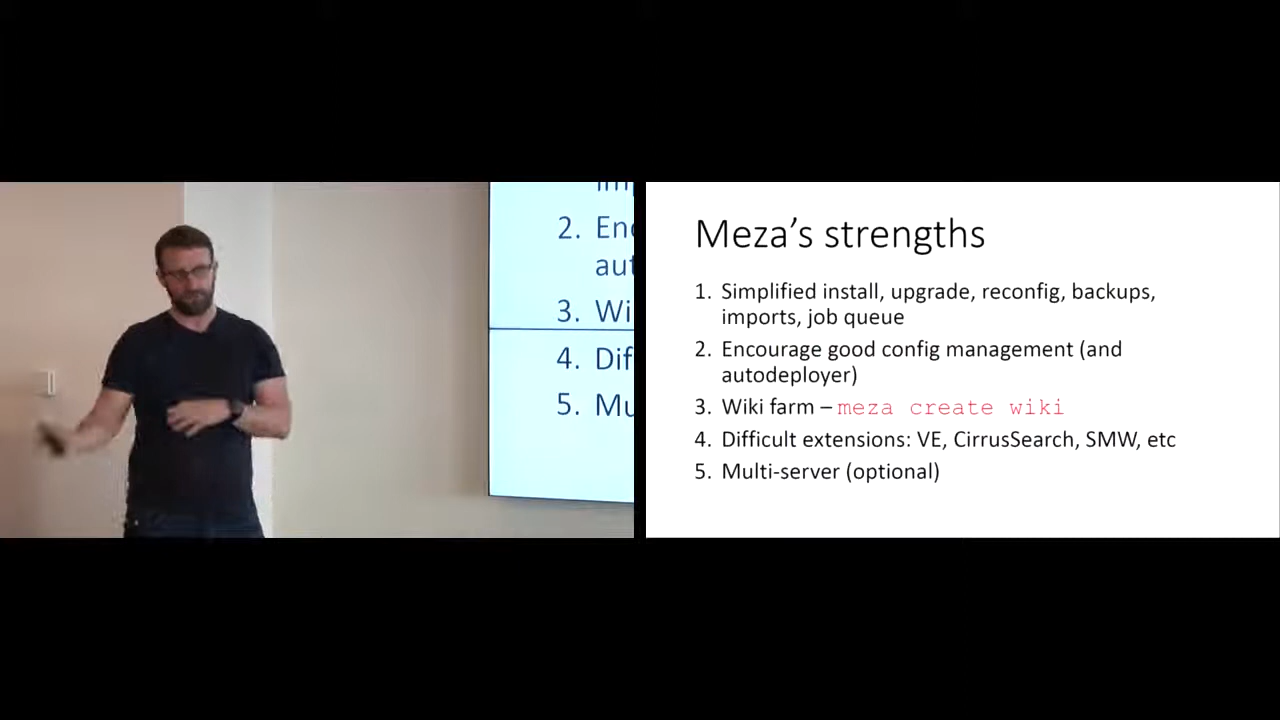 2. En
aut
3. Wi
4. Dif
5. Mu
Meza's strengths
1. Simplified install, upgrade, reconfig, backups,
imports, job queue
2. Encourage good config management (and
autodeployer)
3. Wiki farm – meza create wiki
4. Difficult extensions: VE, CirrusSearch, SMW, etc
5. Multi-server (optional)